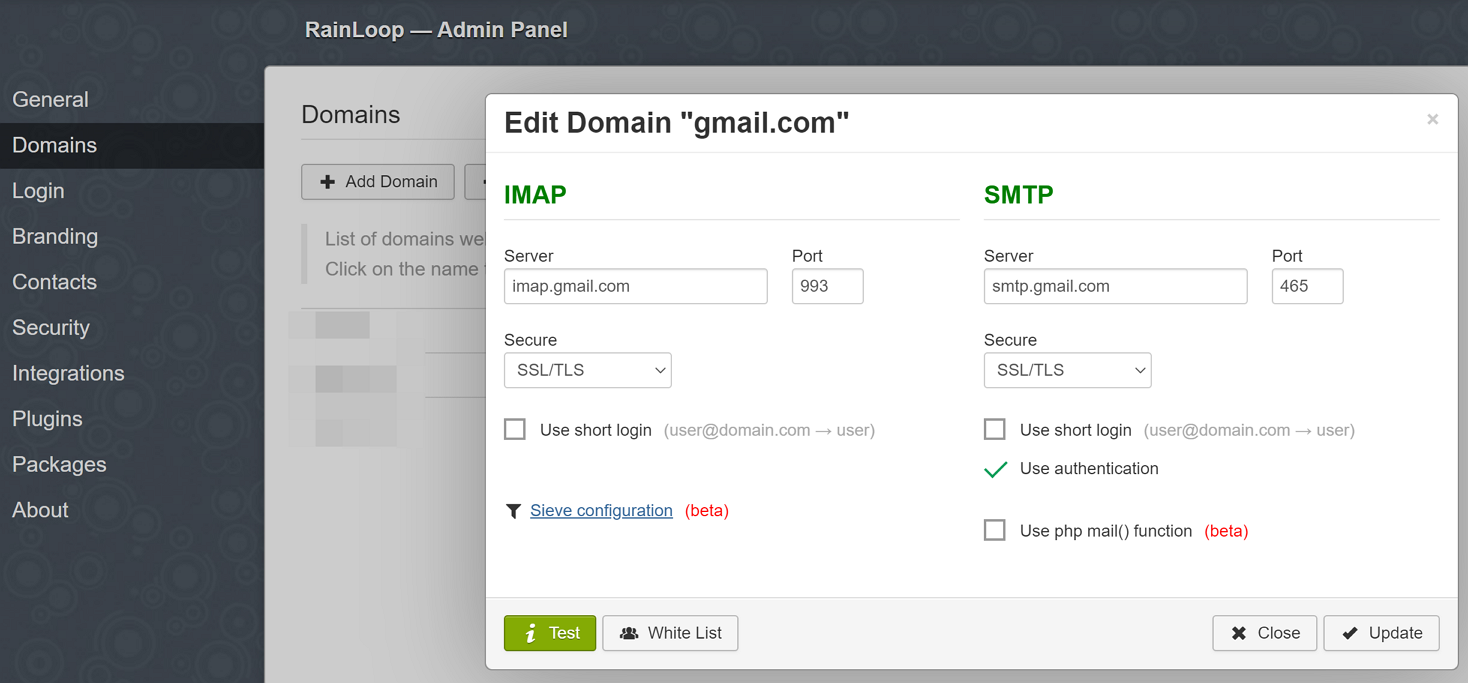 RainLoop — Admin Panel
General
Domains
Login
Branding
Contacts
Security
Integrations
Plugins
Packages
About
Domains
Add Domain
List of domains we
Click on the name
Edit Domain "gmail.com"
×
IMAP
Server
Port
imap.gmail.com
993
Secure
SSL/TLS
Use short login (user@domain.com → user)
Sieve configuration (beta)
SMTP
Server
Port
smtp.gmail.com
465
Secure
SSL/TLS
Use short login (user@domain.com → user)
Use authentication
Use php mail() function (beta)
Test
White List
Close
Update